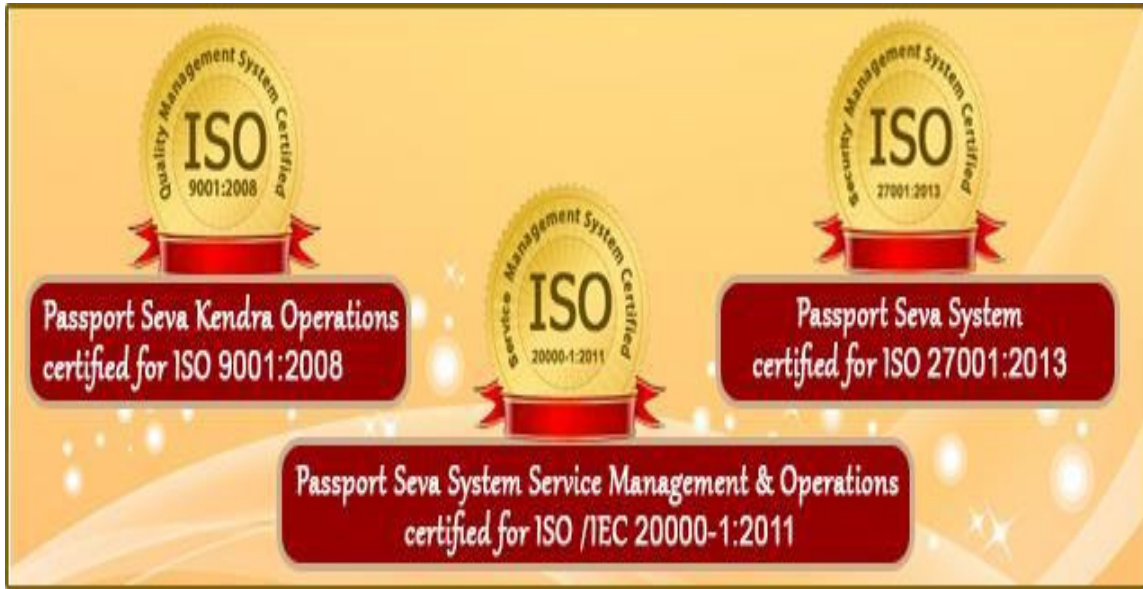 Quality Management System Certified
ISO
9001:2008
Passport Seva Kendra Operations
certified for ISO 9001:2008
Service Management System Certified
ISO
20000-1:2011
Passport Seva System Service Management & Operations
certified for ISO /IEC 20000-1:2011
Security Management System Certified
ISO
27001:2013
Passport Seva System
certified for ISO 27001:2013